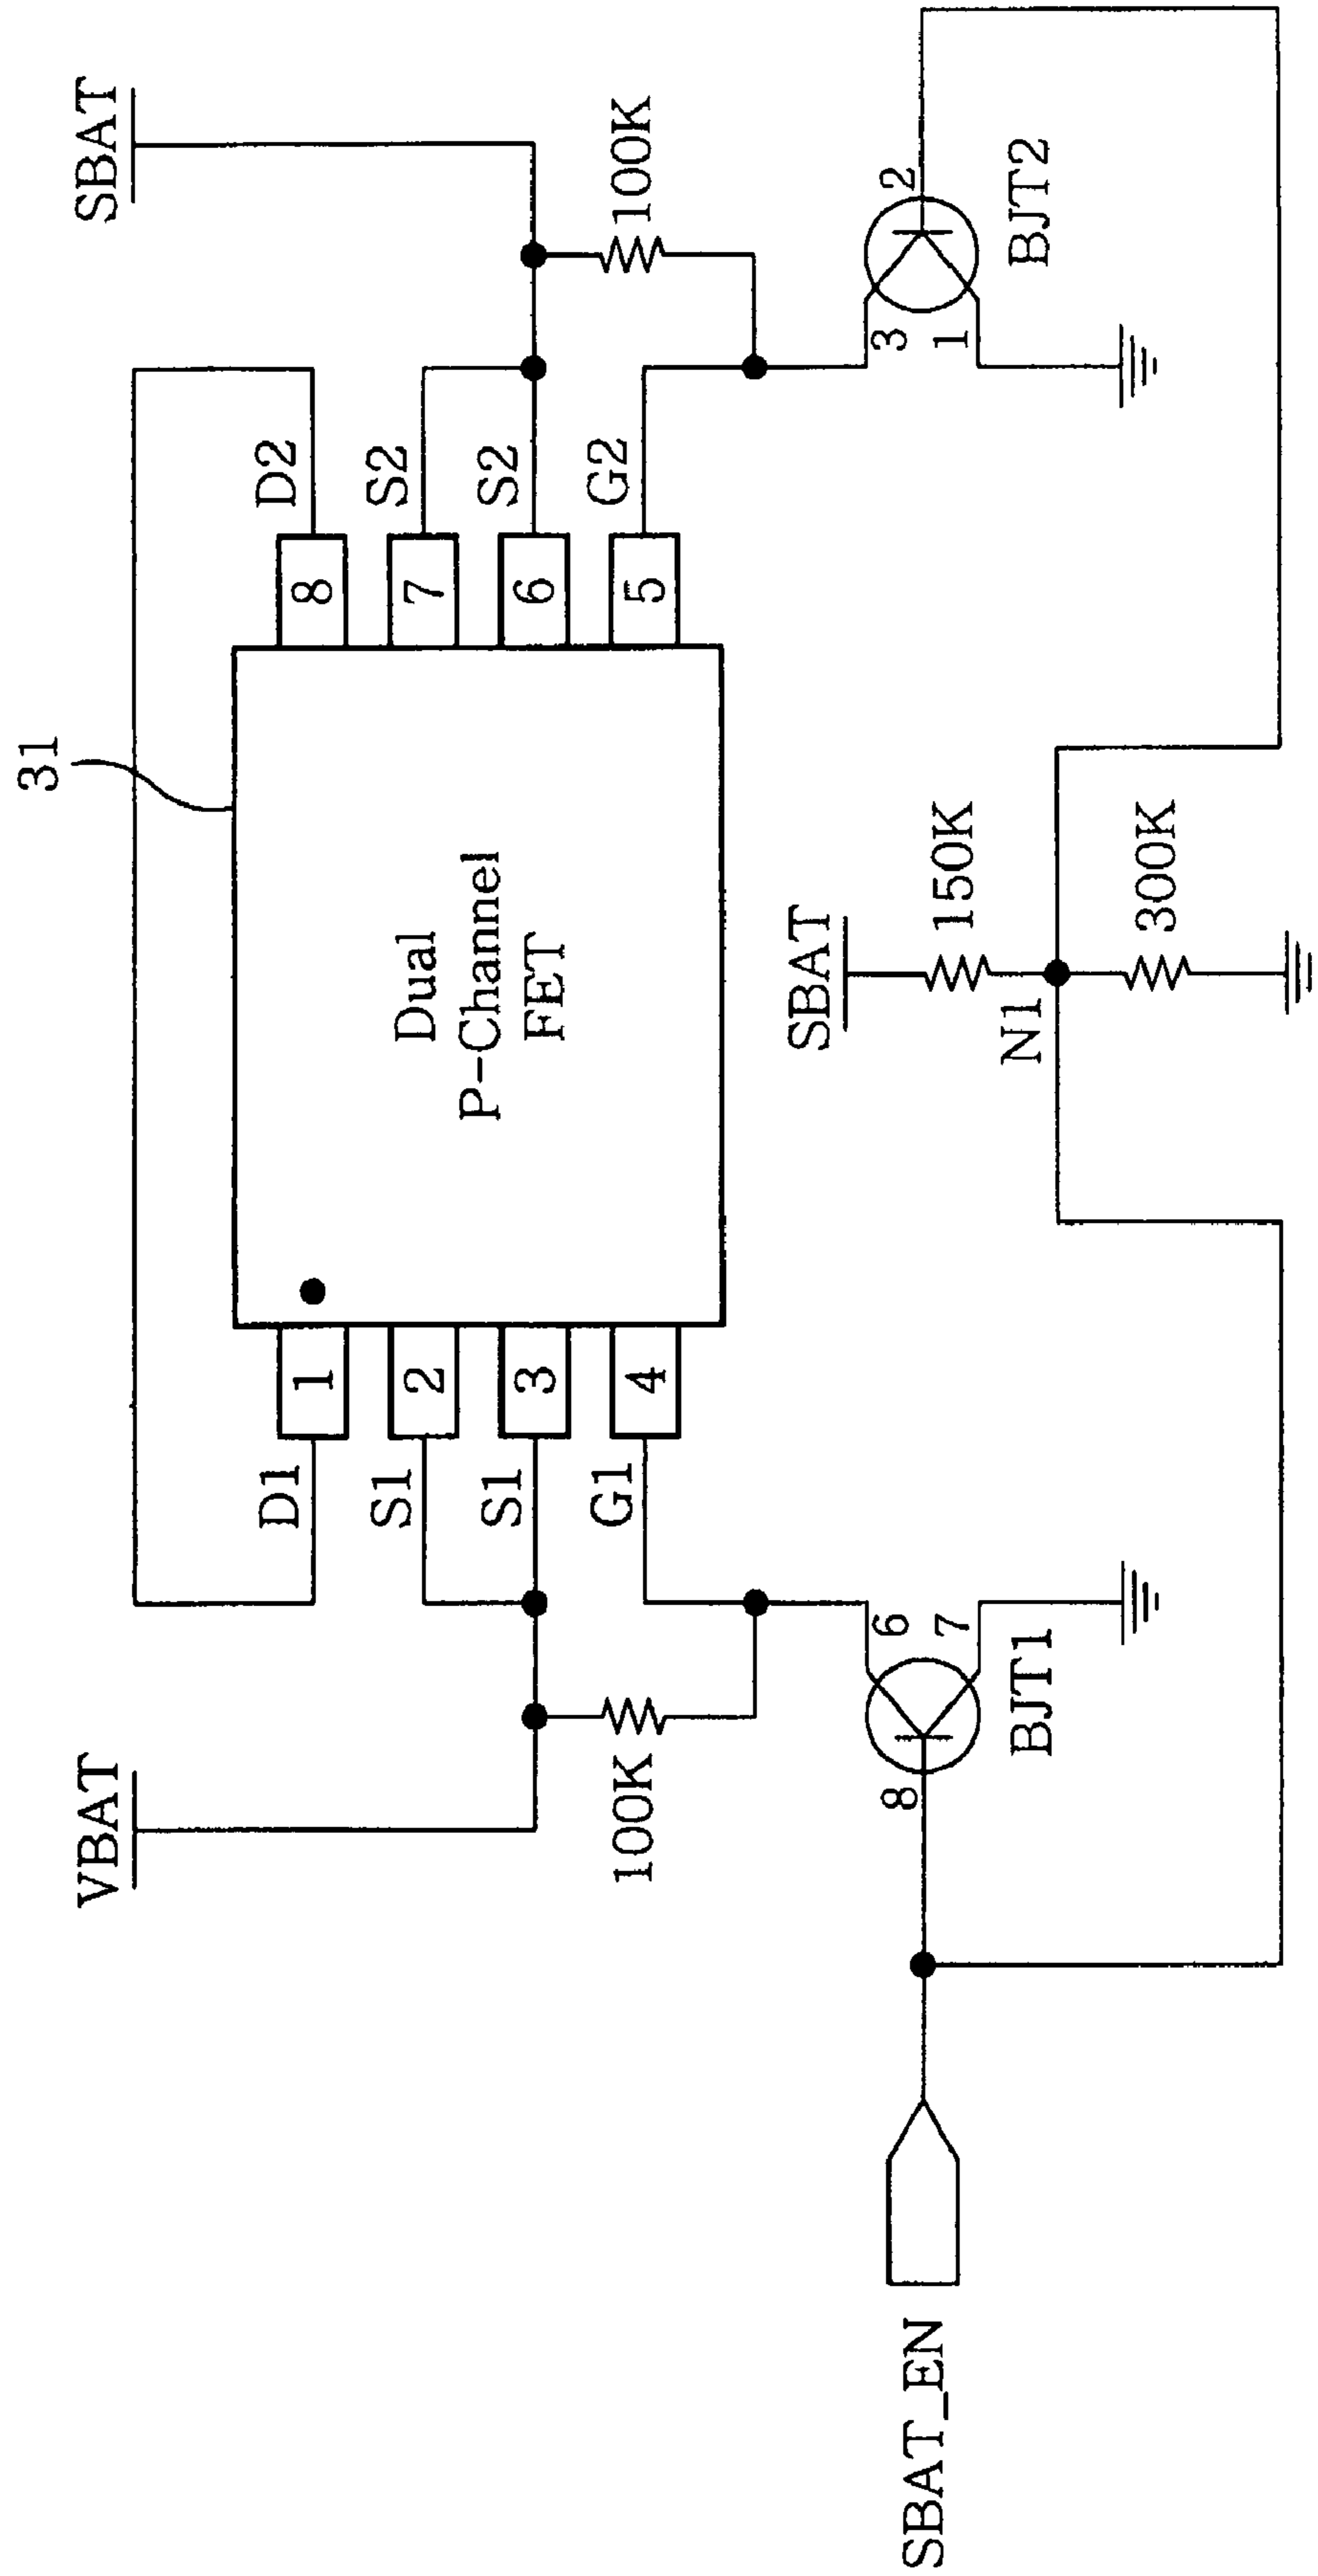 31
VBAT
SBAT
D1
1
8
D2
S1
2
7
S2
S1
3
6
S2
G1
4
5
G2
Dual
P-Channel
FET
100K
100K
SBAT
150K
N1
300K
6
7
8
BJT1
3
1
2
BJT2
SBAT_EN